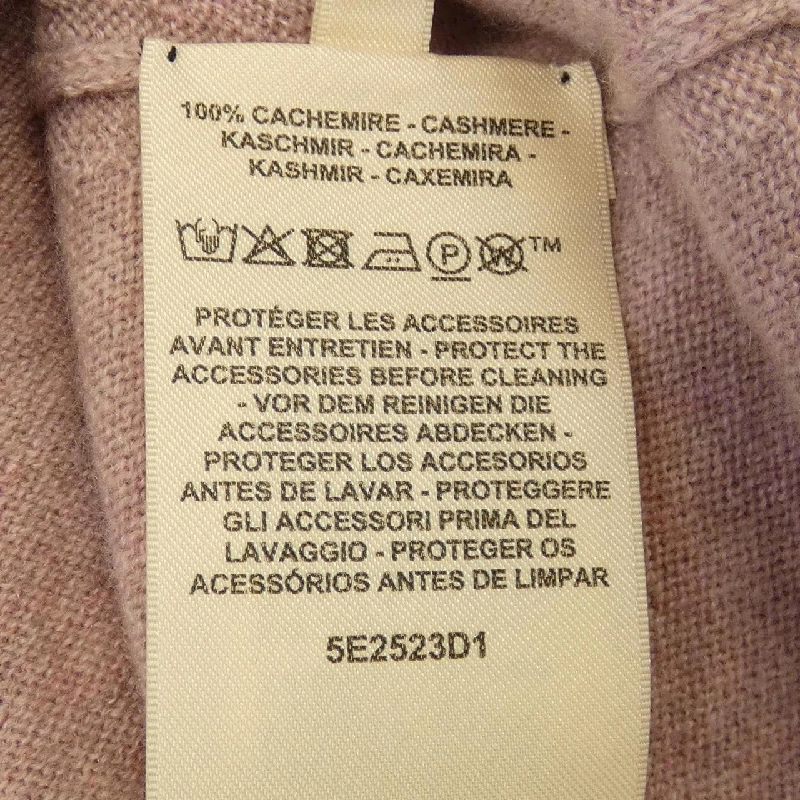 100% CACHEMIRE - CASHMERE -
KASCHMIR - CACHEMIRA -
KASHMIR - CAXEMIRA
P W TM
PROTÉGER LES ACCESSOIRES
AVANT ENTRETIEN - PROTECT THE
ACCESSORIES BEFORE CLEANING
- VOR DEM REINIGEN DIE
ACCESSOIRES ABDECKEN -
PROTEGER LOS ACCESORIOS
ANTES DE LAVAR - PROTEGGERE
GLI ACCESSORI PRIMA DEL
LAVAGGIO - PROTEGER OS
ACESSÓRIOS ANTES DE LIMPAR
5E2523D1